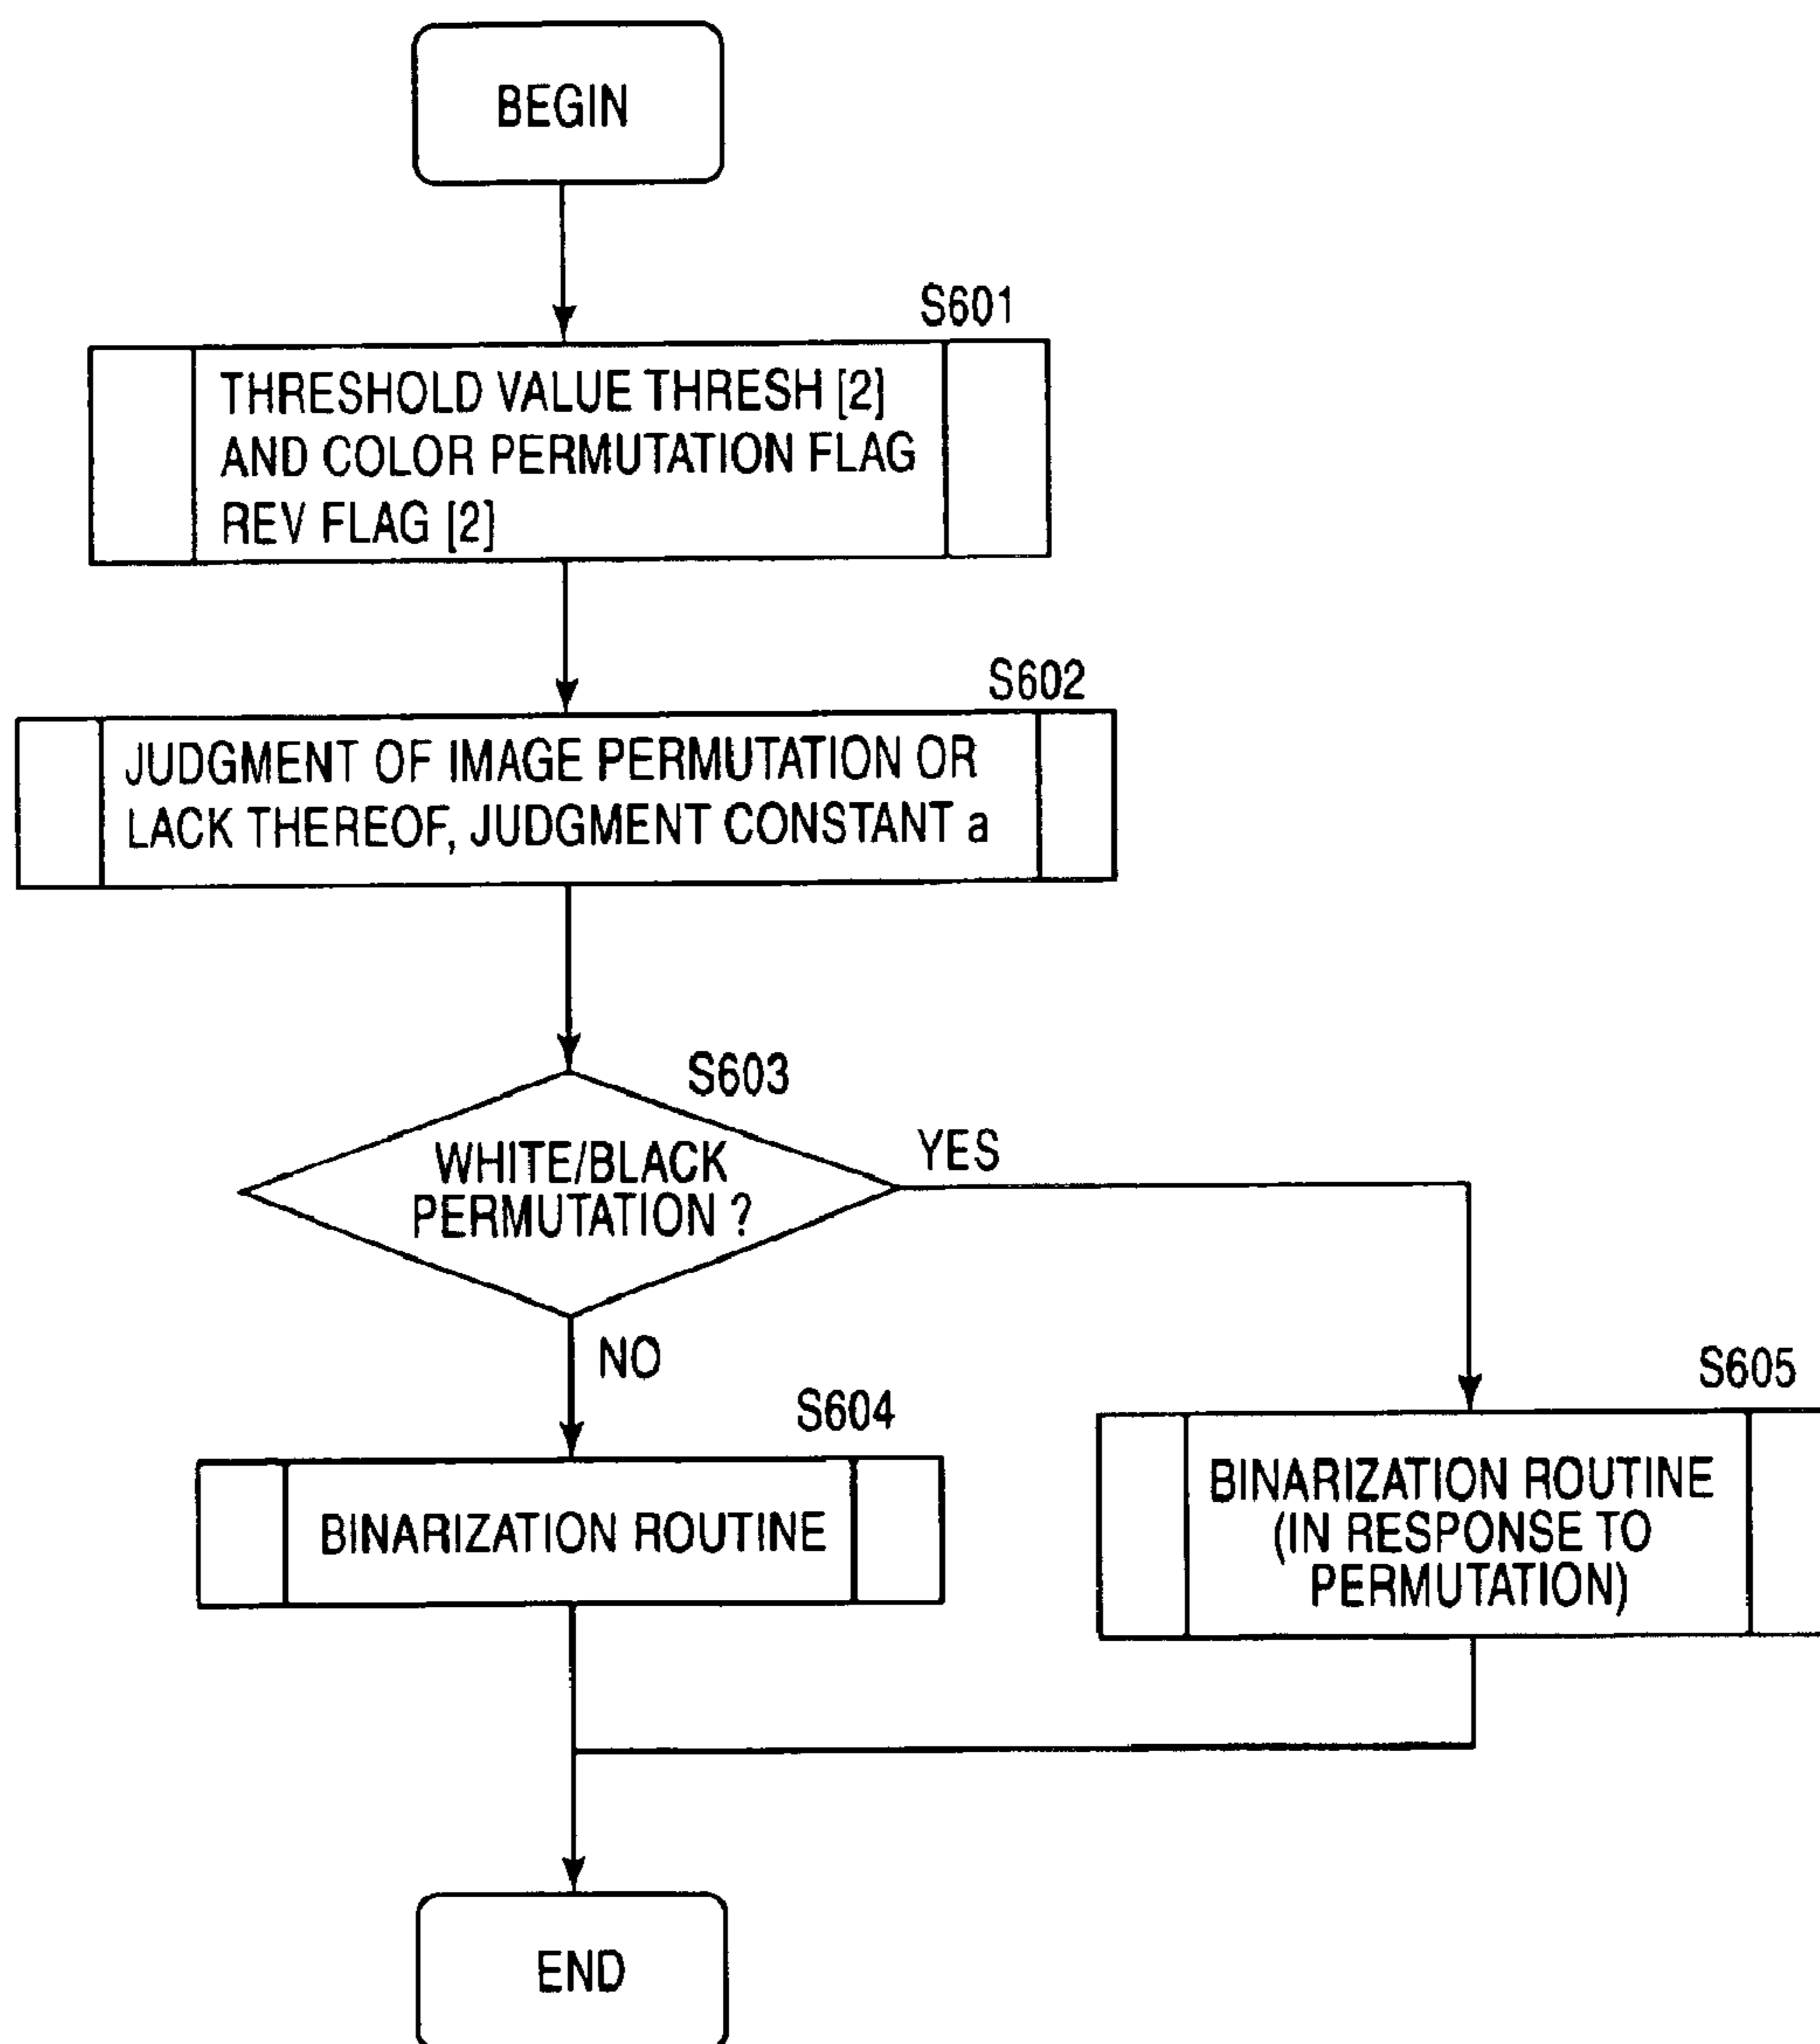 BEGIN
S601
THRESHOLD VALUE THRESH [2]
AND COLOR PERMUTATION FLAG
REV FLAG [2]
S602
JUDGMENT OF IMAGE PERMUTATION OR
LACK THEREOF, JUDGMENT CONSTANT a
S603
WHITE/BLACK
PERMUTATION ?
YES
NO
S604
BINARIZATION ROUTINE
S605
BINARIZATION ROUTINE
(IN RESPONSE TO
PERMUTATION)
END